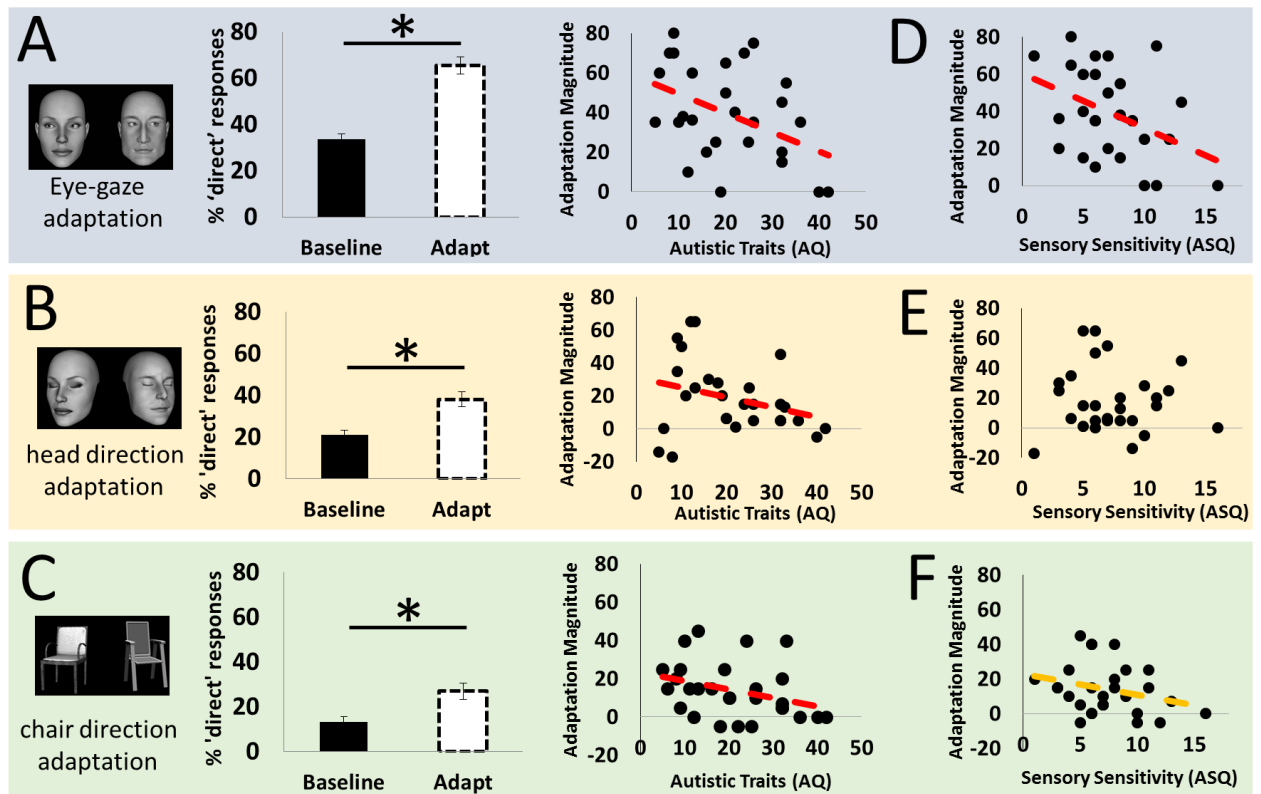 A
Eye-gaze
adaptation
% 'direct' responses
80
60
40
20
0
*
Baseline Adapt
Adaptation Magnitude
80
60
40
20
0
0 10 20 30 40 50
Autistic Traits (AQ)
D
Adaptation Magnitude
80
60
40
20
0
0 5 10 15
Sensory Sensitivity (ASQ)
B
head direction
adaptation
% 'direct' responses
80
60
40
20
0
*
Baseline Adapt
Adaptation Magnitude
80
60
40
20
0
-20
0 10 20 30 40 50
Autistic Traits (AQ)
E
Adaptation Magnitude
80
60
40
20
0
-20
0 5 10 15
Sensory Sensitivity (ASQ)
C
chair direction
adaptation
% 'direct' responses
80
60
40
20
0
*
Baseline Adapt
Adaptation Magnitude
80
60
40
20
0
-20
0 10 20 30 40 50
Autistic Traits (AQ)
F
Adaptation Magnitude
80
60
40
20
0
-20
0 5 10 15
Sensory Sensitivity (ASQ)